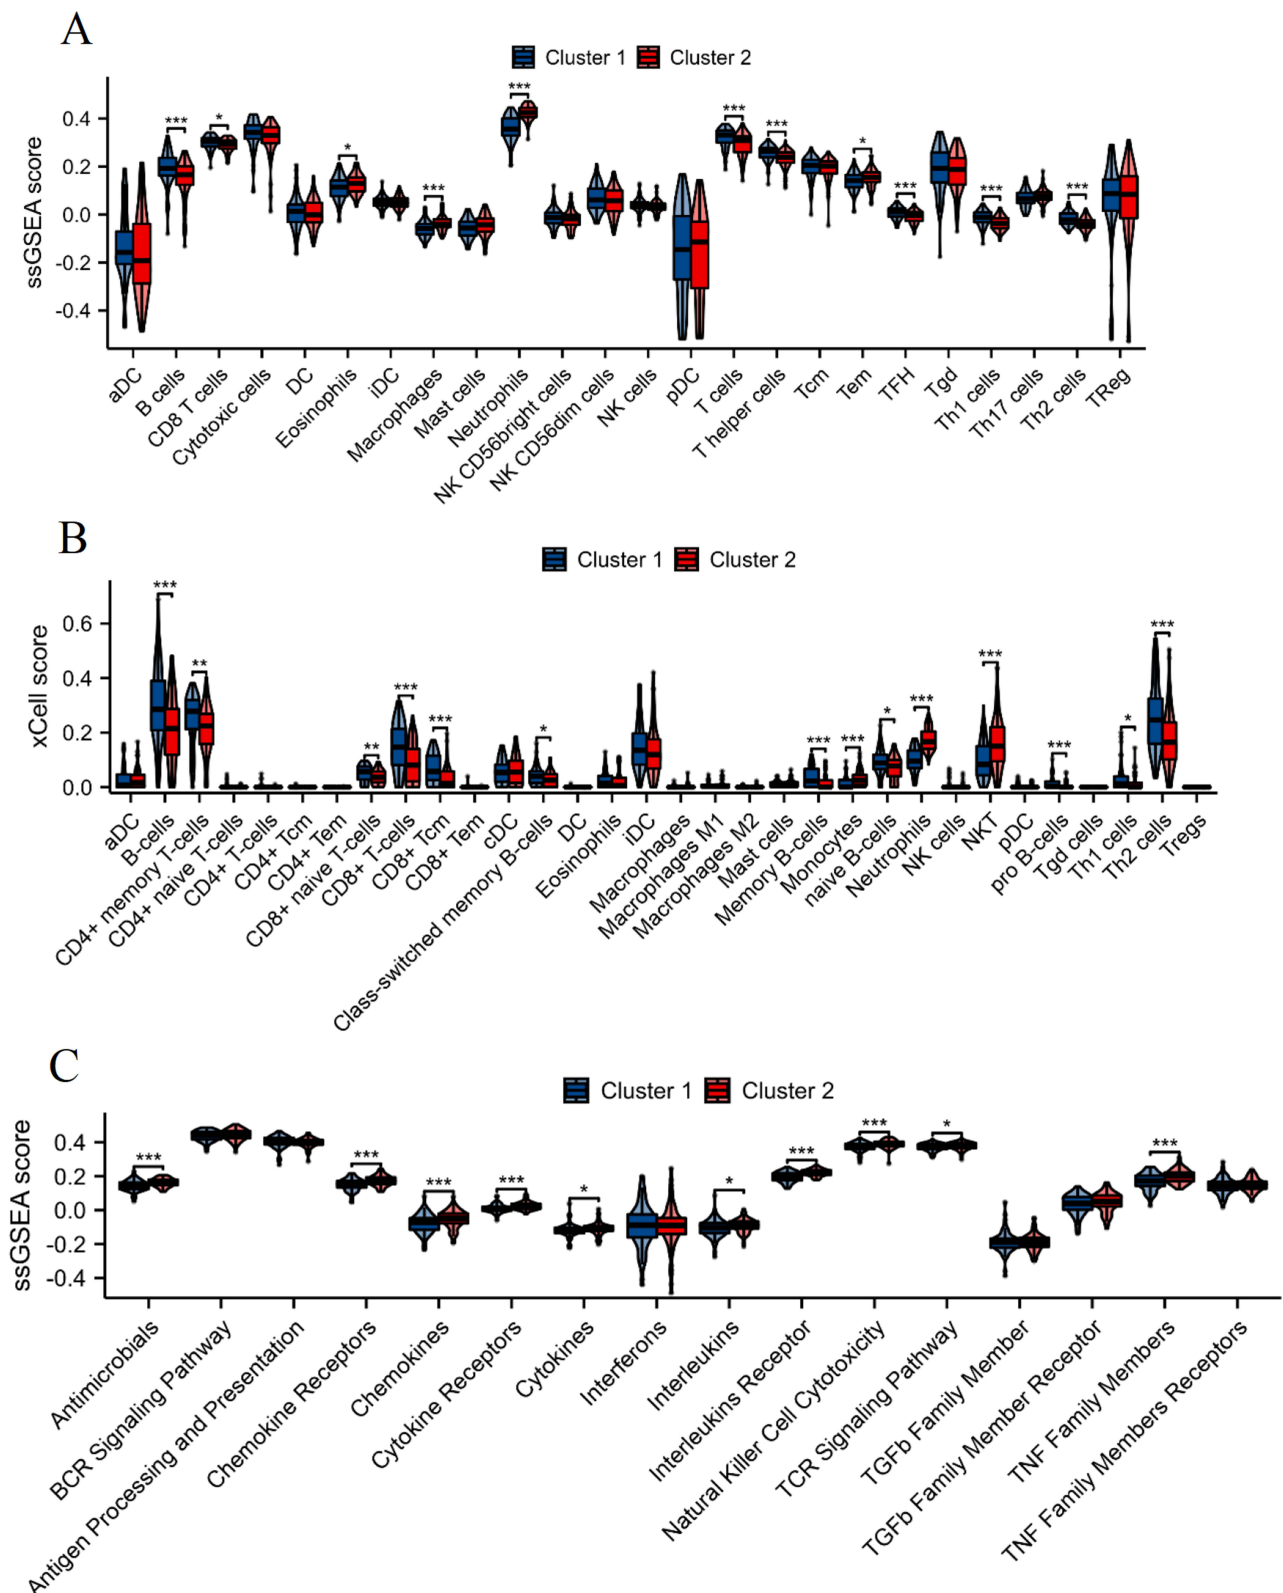 A
Cluster 1 Cluster 2
***
* *** *** *** *** * *** *** *** *
ssGSEA score
0.4
0.2
0.0
-0.2
-0.4
aDC
B cells
CD8 T cells
Cytotoxic cells
DC
Eosinophils
iDC
Macrophages
Mast cells
Neutrophils
NK CD56bright cells
NK CD56dim cells
NK cells
pDC
T cells
T helper cells
Tcm
Tem
TFH
Tgd
Th1 cells
Th17 cells
Th2 cells
TReg
B
Cluster 1 Cluster 2
*** ** ** *** *** * *** *** * *** *** *** * ***
xCell score
0.6
0.4
0.2
0.0
aDC
B-cells
CD4+ memory T-cells
CD4+ naive T-cells
CD4+ T-cells
CD4+ Tcm
CD4+ Tem
CD8+ naive T-cells
CD8+ T-cells
CD8+ Tcm
CD8+ Tem
cDC
Class-switched memory B-cells
DC
Eosinophils
iDC
Macrophages
Macrophages M1
Macrophages M2
Mast cells
Memory B-cells
Monocytes
naive B-cells
Neutrophils
NK cells
NKT
pDC
pro B-cells
Tgd cells
Th1 cells
Th2 cells
Tregs
C
Cluster 1 Cluster 2
*** *** *** *** * * *** *** * ***
ssGSEA score
0.4
0.2
0.0
-0.2
-0.4
Antimicrobials
BCR Signaling Pathway
Antigen Processing and Presentation
Chemokine Receptors
Chemokines
Cytokine Receptors
Cytokines
Interferons
Interleukins
Interleukins Receptor
Natural Killer Cell Cytotoxicity
TCR Signaling Pathway
TGFb Family Member
TGFb Family Member Receptor
TNF Family Members
TNF Family Members Receptors